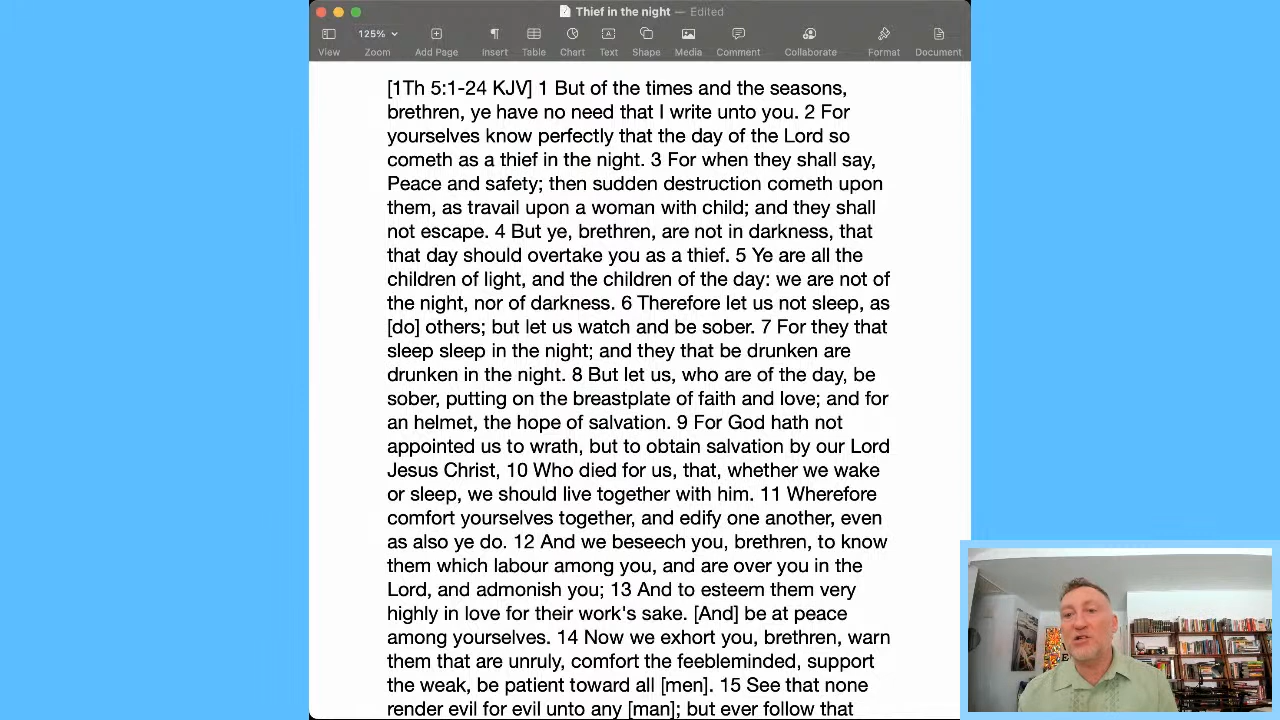 Thief in the night — Edited
125%
View Zoom Add Page Insert Table Chart Text Shape Media Comment Collaborate Format Document
[1Th 5:1-24 KJV] 1 But of the times and the seasons,
brethren, ye have no need that I write unto you. 2 For
yourselves know perfectly that the day of the Lord so
cometh as a thief in the night. 3 For when they shall say,
Peace and safety; then sudden destruction cometh upon
them, as travail upon a woman with child; and they shall
not escape. 4 But ye, brethren, are not in darkness, that
that day should overtake you as a thief. 5 Ye are all the
children of light, and the children of the day: we are not of
the night, nor of darkness. 6 Therefore let us not sleep, as
[do] others; but let us watch and be sober. 7 For they that
sleep sleep in the night; and they that be drunken are
drunken in the night. 8 But let us, who are of the day, be
sober, putting on the breastplate of faith and love; and for
an helmet, the hope of salvation. 9 For God hath not
appointed us to wrath, but to obtain salvation by our Lord
Jesus Christ, 10 Who died for us, that, whether we wake
or sleep, we should live together with him. 11 Wherefore
comfort yourselves together, and edify one another, even
as also ye do. 12 And we beseech you, brethren, to know
them which labour among you, and are over you in the
Lord, and admonish you; 13 And to esteem them very
highly in love for their work's sake. [And] be at peace
among yourselves. 14 Now we exhort you, brethren, warn
them that are unruly, comfort the feebleminded, support
the weak, be patient toward all [men]. 15 See that none
render evil for evil unto any [man]; but ever follow that